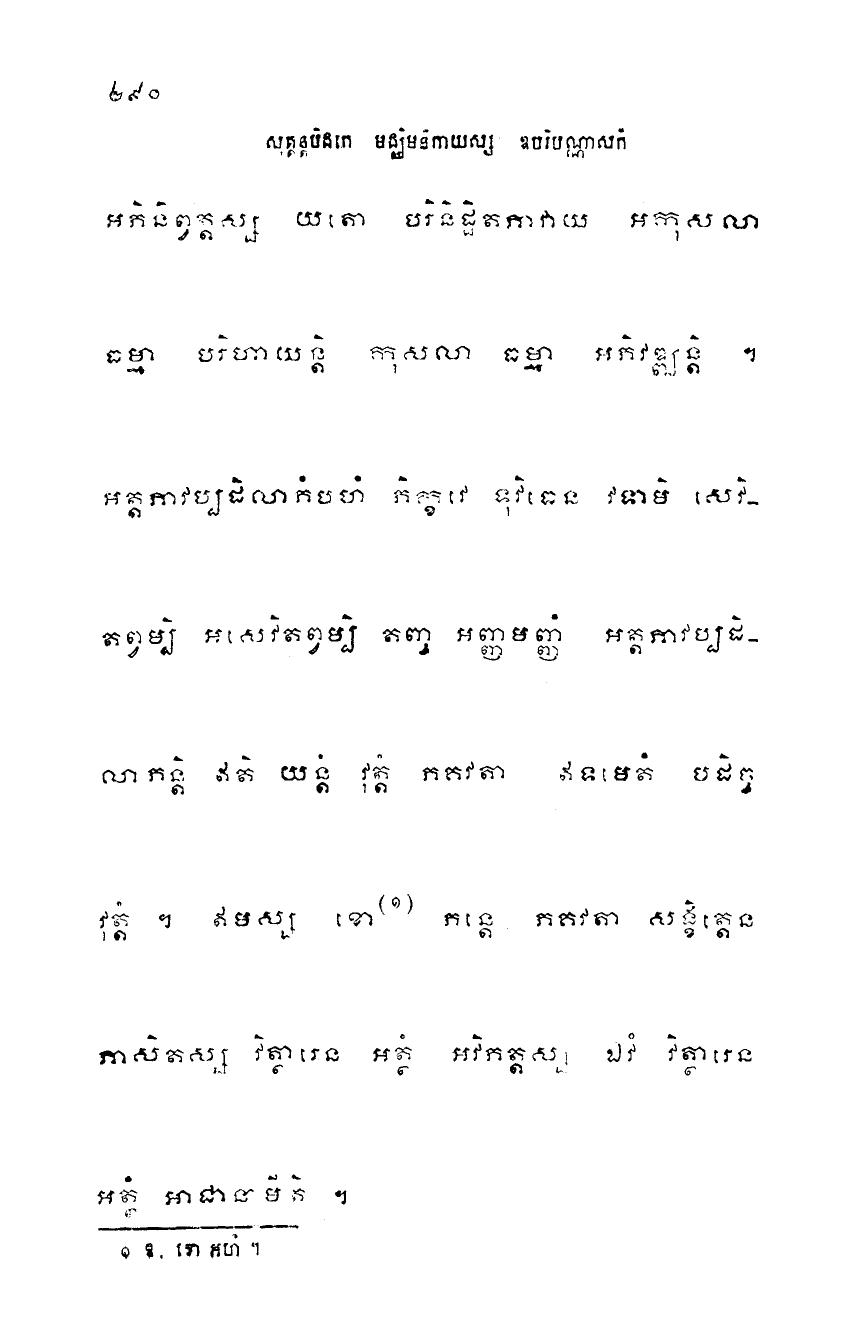 ២៩០
សុត្តន្តបិដកេ មជ្ឈិមនិកាយស្ស ឧបរិបណ្ណាសកំ
អភិនិព្វត្តស្ស យតោ បរិនិដ្ឋិតភាវាយ អកុសលា
ធម្មា បរិហាយន្តិ កុសលា ធម្មា អភិវឌ្ឍន្តិ ។
អត្តភាវប្បដិលាភំបហំ ភិក្ខវេ ទុវិធេន វទាមិ សេវិ-
តព្វម្បិ អសេវិតព្វម្បិ តញ្ច អញ្ញមញ្ញំ អត្តភាវប្បដិ-
លាភន្តិ ឥតិ យន្តំ វុត្តំ ភគវតា ឥទមេតំ បដិច្ច
វុត្តំ ។ ឥមស្ស ខោ(១) ភន្តេ ភគវតា សង្ខិត្តេន
ភាសិតស្ស វិត្ថារេន អត្ថំ អវិភត្តស្ស ឯវំ វិត្ថារេន
អត្ថំ អាជានាមីតិ ។
១ ឱ. ខោ អហំ ។